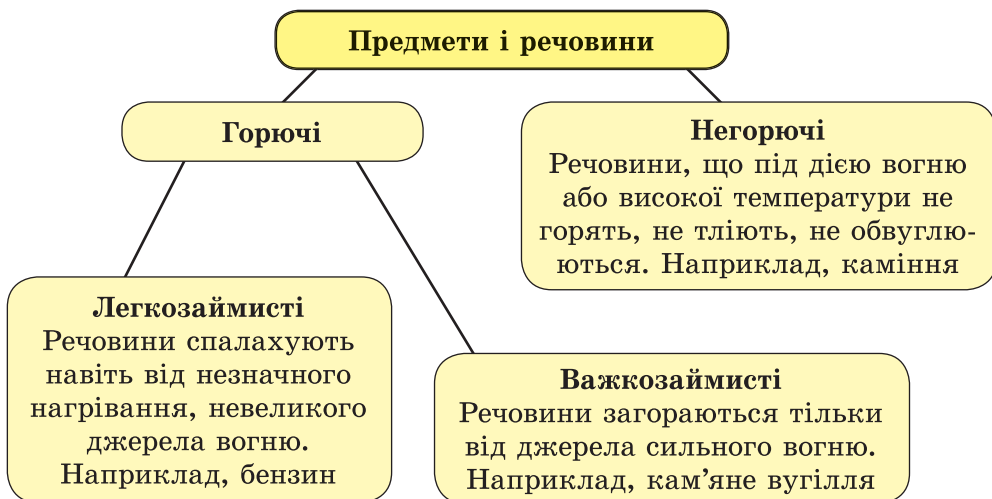 Предмети і речовини
Горючі
Негорючі
Речовини, що під дією вогню
або високої температури не
горять, не тліють, не обвуглю-
ються. Наприклад, каміння
Легкозаймисті
Речовини спалахують
навіть від незначного
нагрівання, невеликого
джерела вогню.
Наприклад, бензин
Важкозаймисті
Речовини загораються тільки
від джерела сильного вогню.
Наприклад, кам’яне вугілля